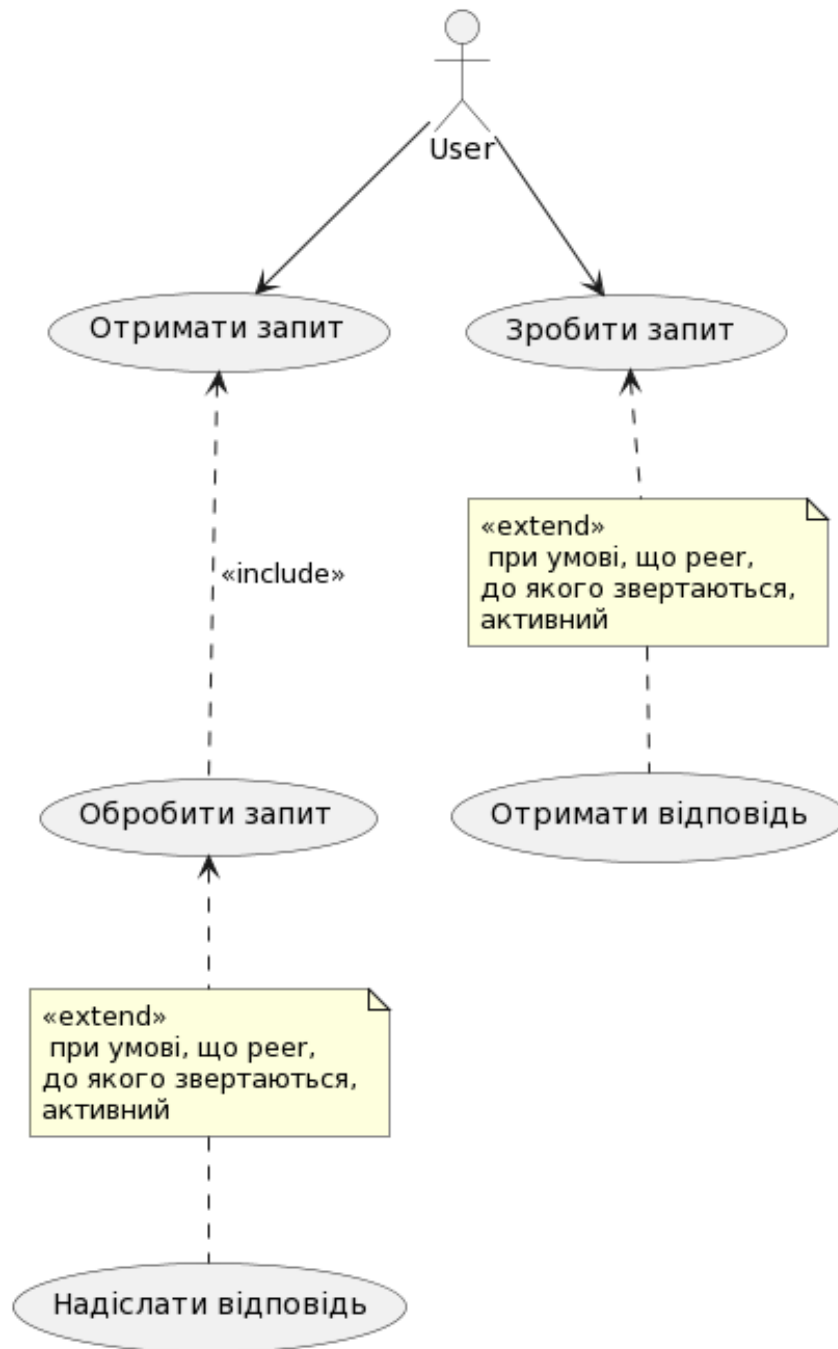 User
Отримати запит
Зробити запит
«extend»
при умові, що peer,
до якого звертаються,
активний
«include»
Обробити запит
Отримати відповідь
«extend»
при умові, що peer,
до якого звертаються,
активний
Надіслати відповідь